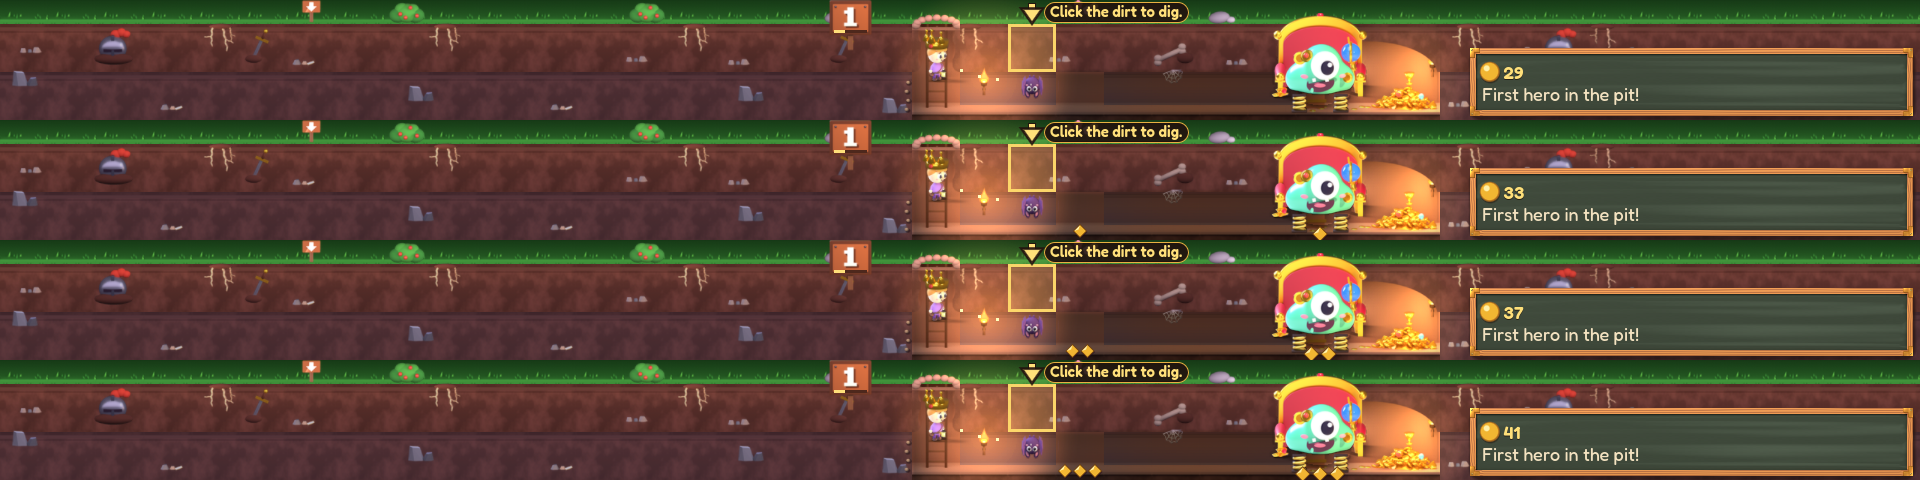 Click the dirt to dig.
1
29
First hero in the pit!
Click the dirt to dig.
1
33
First hero in the pit!
Click the dirt to dig.
1
37
First hero in the pit!
Click the dirt to dig.
1
41
First hero in the pit!